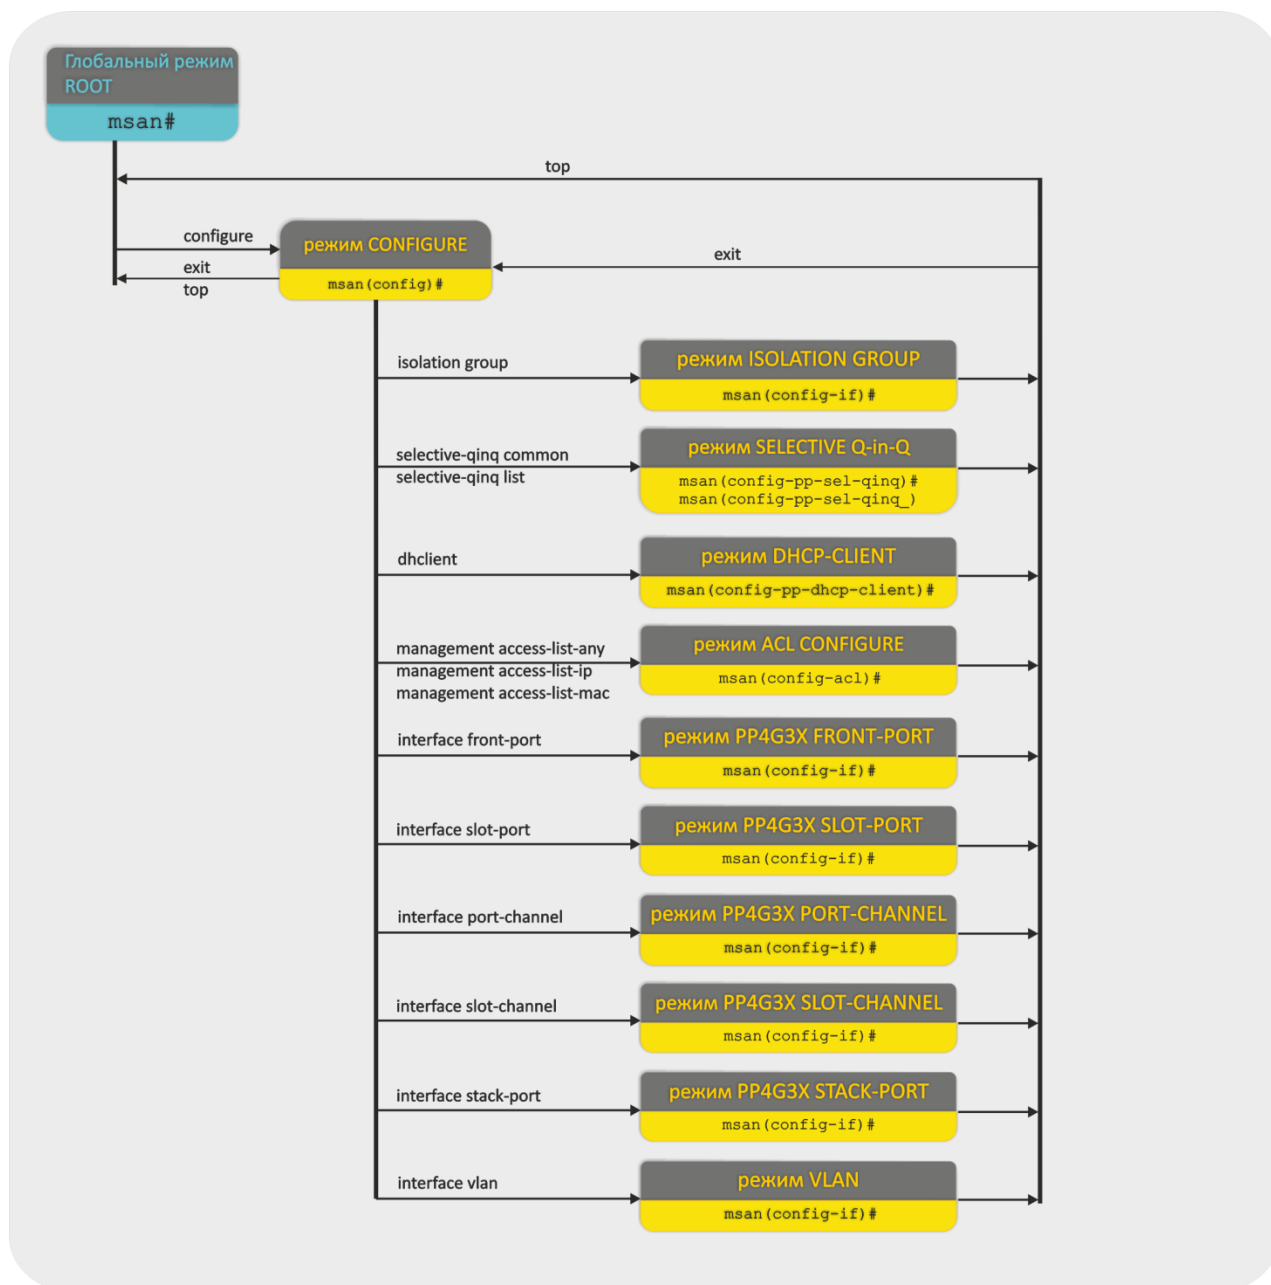 Глобальный режим
ROOT
msan#
top
configure
режим CONFIGURE
exit
exit
msan(config)#
top
isolation group
режим ISOLATION GROUP
msan(config-if)#
selective-qinq common
selective-qinq list
режим SELECTIVE Q-in-Q
msan(config-pp-sel-qinq)#
msan(config-pp-sel-qinq_)
dhclient
режим DHCP-CLIENT
msan(config-pp-dhcp-client)#
management access-list-any
management access-list-ip
management access-list-mac
режим ACL CONFIGURE
msan(config-acl)#
interface front-port
режим PP4G3X FRONT-PORT
msan(config-if)#
interface slot-port
режим PP4G3X SLOT-PORT
msan(config-if)#
interface port-channel
режим PP4G3X PORT-CHANNEL
msan(config-if)#
interface slot-channel
режим PP4G3X SLOT-CHANNEL
msan(config-if)#
interface stack-port
режим PP4G3X STACK-PORT
msan(config-if)#
interface vlan
режим VLAN
msan(config-if)#